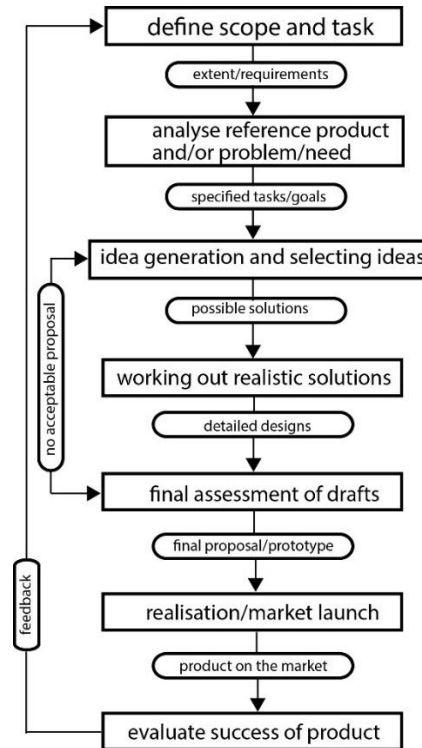 define scope and task
extent/requirements
analyse reference product
and/or problem/need
specified tasks/goals
idea generation and selecting ideas
possible solutions
no acceptable proposal
working out realistic solutions
detailed designs
final assessment of drafts
final proposal/prototype
feedback
realisation/market launch
product on the market
evaluate success of product